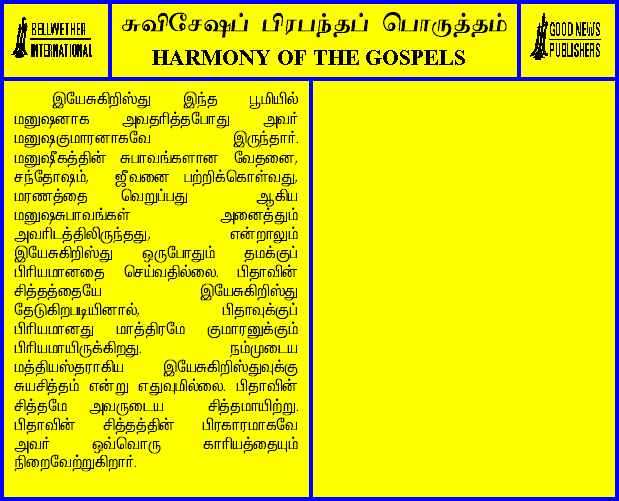 BELLWETHER
INTERNATIONAL
சுவிசேஷப் பிரபந்தப் பொருத்தம்
HARMONY OF THE GOSPELS
GOOD NEWS
PUBLISHERS
இயேசுகிறிஸ்து இந்த பூமியில்
மனுஷனாக அவதரித்தபோது அவர்
மனுஷகுமாரனாகவே இருந்தார்.
மனுஷீகத்தின் சுபாவங்களான வேதனை,
சந்தோஷம், ஜீவனை பற்றிக்கொள்வது,
மரணத்தை வெறுப்பது ஆகிய
மனுஷசுபாவங்கள் அனைத்தும்
அவரிடத்திலிருந்தது, என்றாலும்
இயேசுகிறிஸ்து ஒருபோதும் தமக்குப்
பிரியமானதை செய்வதில்லை. பிதாவின்
சித்தத்தையே இயேசுகிறிஸ்து
தேடுகிறபடியினால், பிதாவுக்குப்
பிரியமானது மாத்திரமே குமாரனுக்கும்
பிரியமாயிருக்கிறது. நம்முடைய
மத்தியஸ்தராகிய இயேசுகிறிஸ்துவுக்கு
சுயசித்தம் என்று எதுவுமில்லை. பிதாவின்
சித்தமே அவருடைய சித்தமாயிற்று.
பிதாவின் சித்தத்தின் பிரகாரமாகவே
அவர் ஒவ்வொரு காரியத்தையும்
நிறைவேற்றுகிறார்.